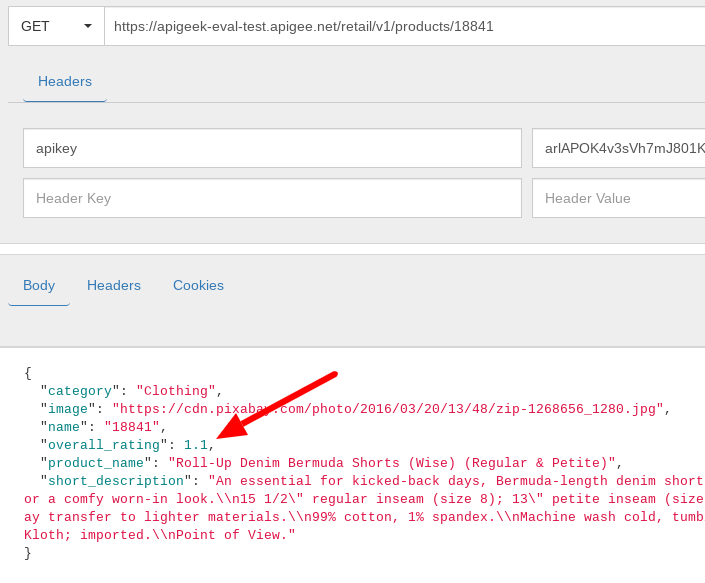 GET https://apigeek-eval-test.apigee.net/retail/v1/products/18841
Headers
apikey arlAPOK4v3sVh7mJ801K
Header Key Header Value
Body Headers Cookies
{
"category": "Clothing",
"image": "https://cdn.pixabay.com/photo/2016/03/20/13/48/zip-1268656_1280.jpg",
"name": "18841",
"overall_rating": 1.1,
"product_name": "Roll-Up Denim Bermuda Shorts (Wise) (Regular & Petite)",
"short_description": "An essential for kicked-back days, Bermuda-length denim short
or a comfy worn-in look.\\n15 1/2\" regular inseam (size 8); 13\" petite inseam (size
ay transfer to lighter materials.\\n99% cotton, 1% spandex.\\nMachine wash cold, tumb
Kloth; imported.\\nPoint of View."
}